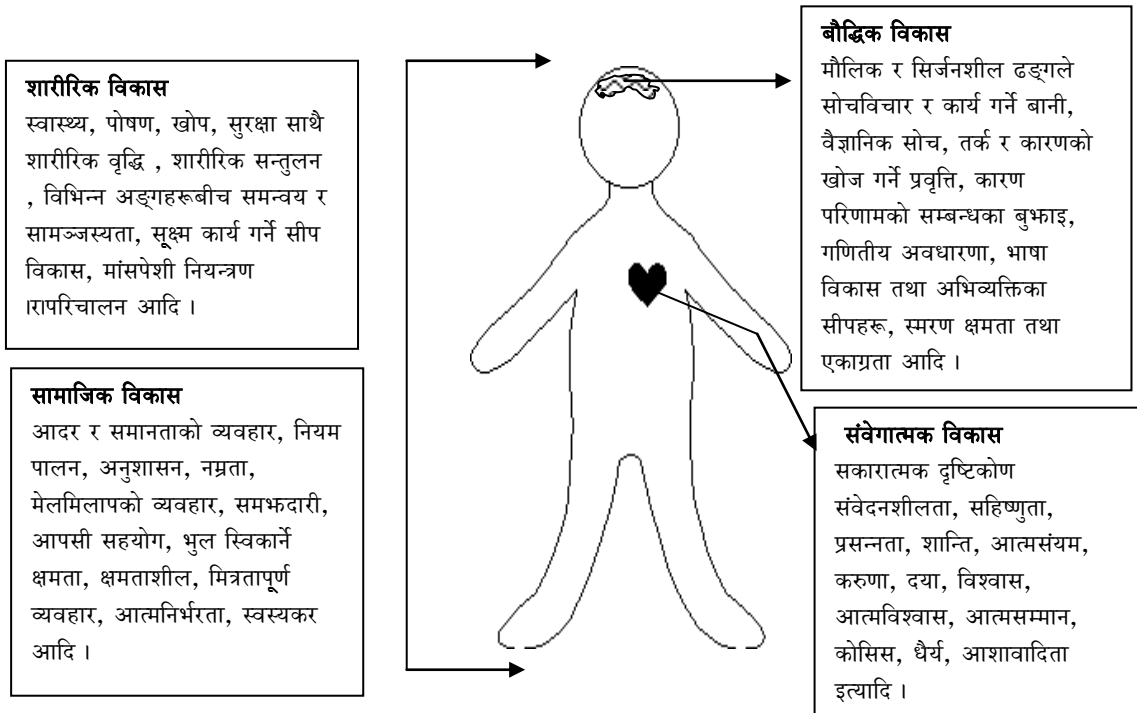 शारीरिक विकास
स्वास्थ्य, पोषण, खोप, सुरक्षा साथै
शारीरिक वृद्धि , शारीरिक सन्तुलन
, विभिन्न अङ्गहरूबीच समन्वय र
सामञ्जस्यता, सूक्ष्म कार्य गर्ने सीप
विकास, मांसपेशी नियन्त्रण
।रापरिचालन आदि ।
सामाजिक विकास
आदर र समानताको व्यवहार, नियम
पालन, अनुशासन, नम्रता,
मेलमिलापको व्यवहार, समझदारी,
आपसी सहयोग, भुल स्विकार्ने
क्षमता, क्षमताशील, मित्रतापूर्ण
व्यवहार, आत्मनिर्भरता, स्वस्यकर
आदि ।
बौद्धिक विकास
मौलिक र सिर्जनशील ढङ्गले
सोचविचार र कार्य गर्ने बानी,
वैज्ञानिक सोच, तर्क र कारणको
खोज गर्ने प्रवृत्ति, कारण
परिणामको सम्बन्धका बुझाइ,
गणितीय अवधारणा, भाषा
विकास तथा अभिव्यक्तिका
सीपहरू, स्मरण क्षमता तथा
एकाग्रता आदि ।
संवेगात्मक विकास
सकारात्मक दृष्टिकोण
संवेदनशीलता, सहिष्णुता,
प्रसन्नता, शान्ति, आत्मसंयम,
करुणा, दया, विश्वास,
आत्मविश्वास, आत्मसम्मान,
कोसिस, धैर्य, आशावादिता
इत्यादि ।